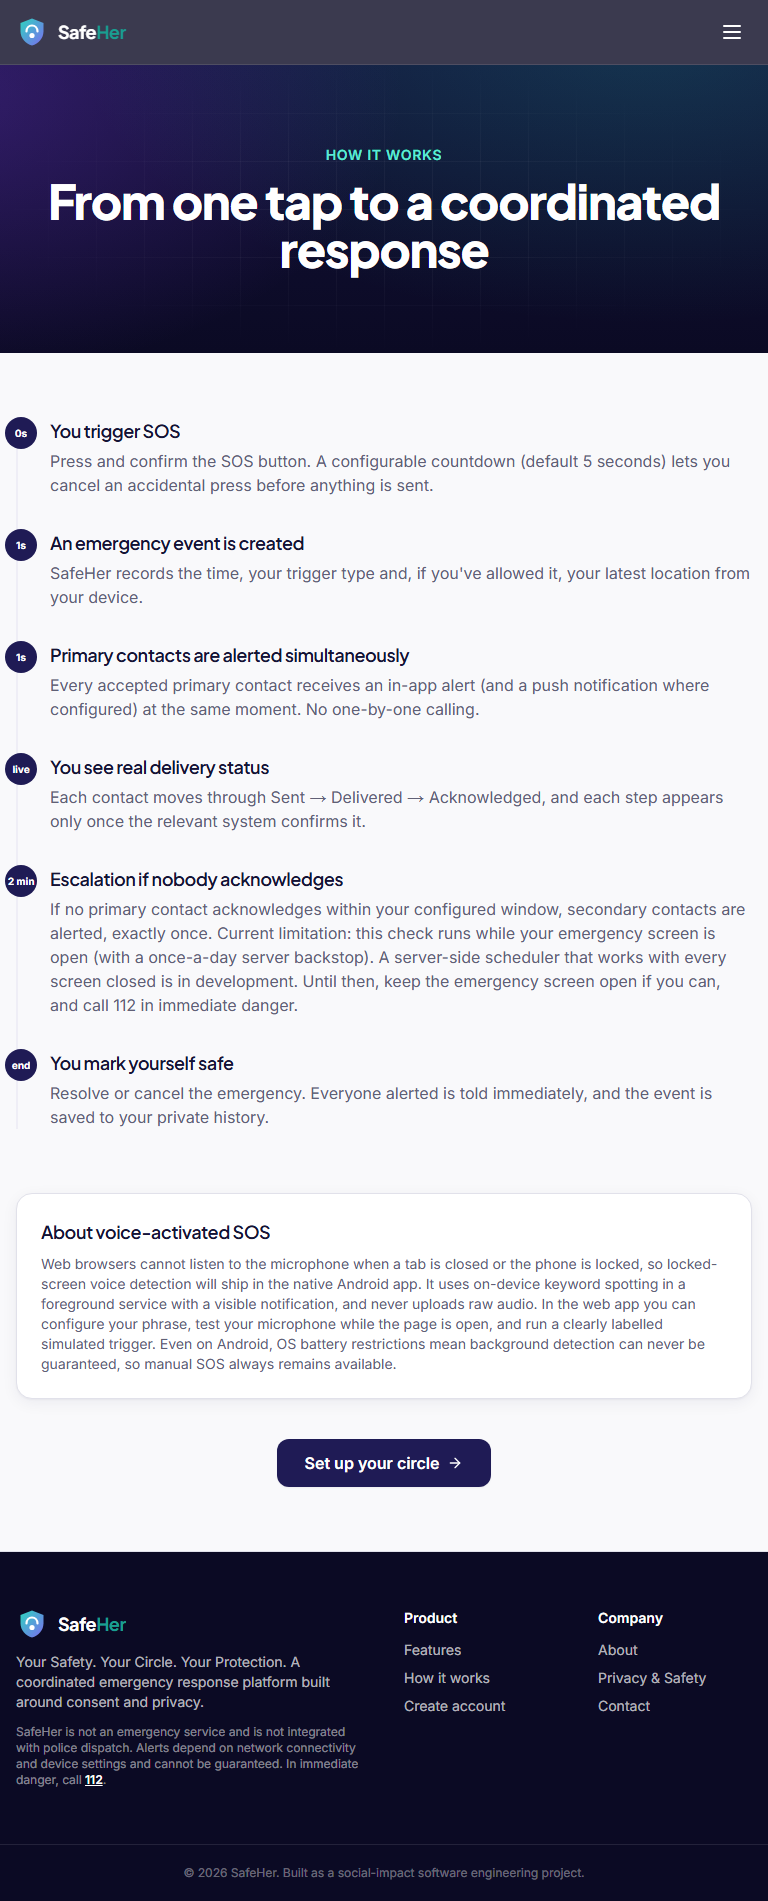 SafeHer
HOW IT WORKS
From one tap to a coordinated
response
0s
You trigger SOS
Press and confirm the SOS button. A configurable countdown (default 5 seconds) lets you
cancel an accidental press before anything is sent.
1s
An emergency event is created
SafeHer records the time, your trigger type and, if you've allowed it, your latest location from
your device.
1s
Primary contacts are alerted simultaneously
Every accepted primary contact receives an in-app alert (and a push notification where
configured) at the same moment. No one-by-one calling.
live
You see real delivery status
Each contact moves through Sent → Delivered → Acknowledged, and each step appears
only once the relevant system confirms it.
2 min
Escalation if nobody acknowledges
If no primary contact acknowledges within your configured window, secondary contacts are
alerted, exactly once. Current limitation: this check runs while your emergency screen is
open (with a once-a-day server backstop). A server-side scheduler that works with every
screen closed is in development. Until then, keep the emergency screen open if you can,
and call 112 in immediate danger.
end
You mark yourself safe
Resolve or cancel the emergency. Everyone alerted is told immediately, and the event is
saved to your private history.
About voice-activated SOS
Web browsers cannot listen to the microphone when a tab is closed or the phone is locked, so locked-
screen voice detection will ship in the native Android app. It uses on-device keyword spotting in a
foreground service with a visible notification, and never uploads raw audio. In the web app you can
configure your phrase, test your microphone while the page is open, and run a clearly labelled
simulated trigger. Even on Android, OS battery restrictions mean background detection can never be
guaranteed, so manual SOS always remains available.
Set up your circle →
SafeHer
Your Safety. Your Circle. Your Protection. A
coordinated emergency response platform built
around consent and privacy.
SafeHer is not an emergency service and is not integrated
with police dispatch. Alerts depend on network connectivity
and device settings and cannot be guaranteed. In immediate
danger, call 112.
Product
Features
How it works
Create account
Company
About
Privacy & Safety
Contact
© 2026 SafeHer. Built as a social-impact software engineering project.